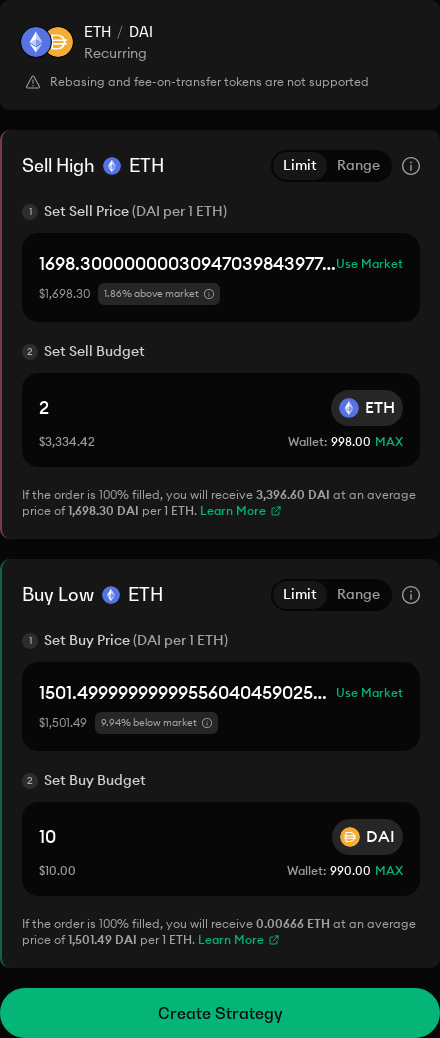 ETH / DAI
Recurring
Rebasing and fee-on-transfer tokens are not supported
Sell High ETH Limit Range
1 Set Sell Price (DAI per 1 ETH)
1698.30000000030947039843977... Use Market
$1,698.30 1.86% above market
2 Set Sell Budget
2 ETH
$3,334.42 Wallet: 998.00 MAX
If the order is 100% filled, you will receive 3,396.60 DAI at an average
price of 1,698.30 DAI per 1 ETH. Learn More
Buy Low ETH Limit Range
1 Set Buy Price (DAI per 1 ETH)
1501.49999999999556040459025... Use Market
$1,501.49 9.94% below market
2 Set Buy Budget
10 DAI
$10.00 Wallet: 990.00 MAX
If the order is 100% filled, you will receive 0.00666 ETH at an average
price of 1,501.49 DAI per 1 ETH. Learn More
Create Strategy